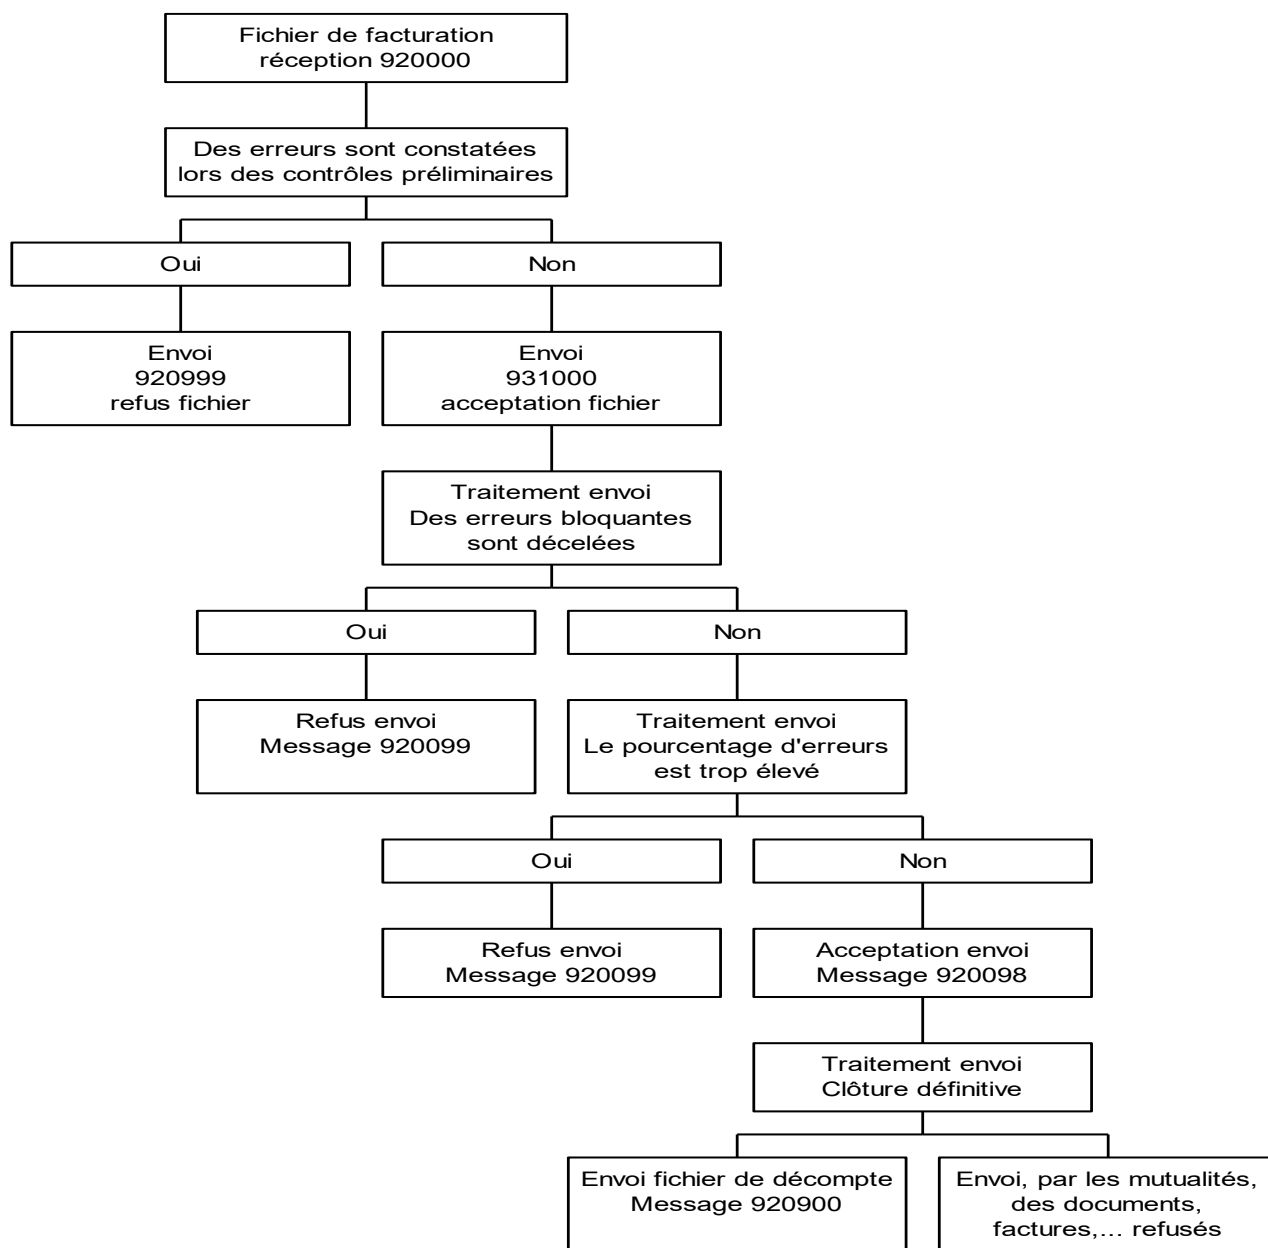 Fichier de facturation
réception 920000
Des erreurs sont constatées
lors des contrôles préliminaires
Oui
Non
Envoi
920999
refus fichier
Envoi
931000
acceptation fichier
Traitement envoi
Des erreurs bloquantes
sont décelées
Oui
Non
Refus envoi
Message 920099
Traitement envoi
Le pourcentage d'erreurs
est trop élevé
Oui
Non
Refus envoi
Message 920099
Acceptation envoi
Message 920098
Traitement envoi
Clôture définitive
Envoi fichier de décompte
Message 920900
Envoi, par les mutualités,
des documents,
factures,... refusés